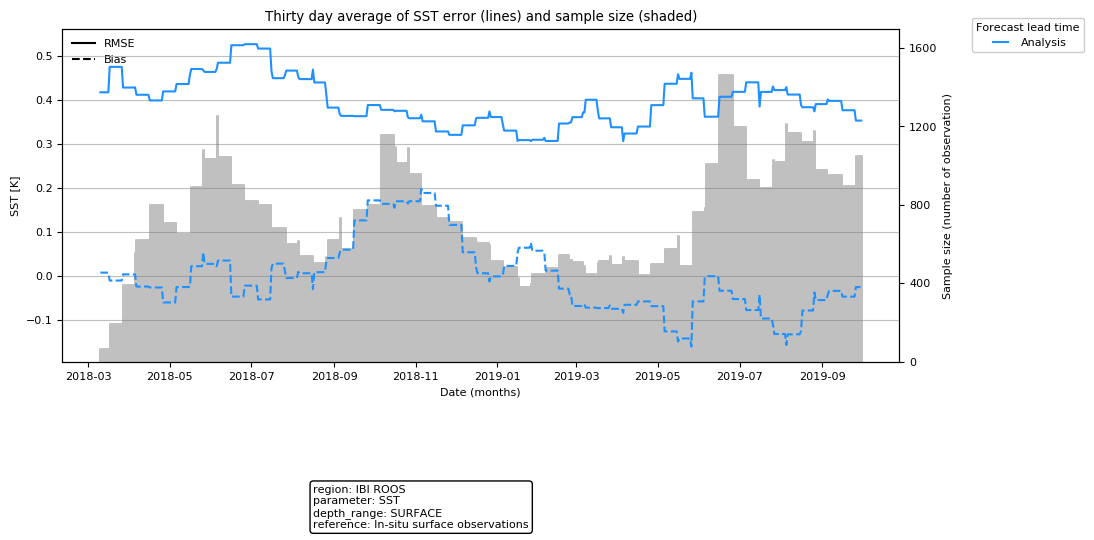 Thirty day average of SST error (lines) and sample size (shaded)
Forecast lead time
Analysis
RMSE
Bias
SST [K]
0.5
0.4
0.3
0.2
0.1
0.0
−0.1
1600
1200
800
400
0
Sample size (number of observation)
2018-03 2018-05 2018-07 2018-09 2018-11 2019-01 2019-03 2019-05 2019-07 2019-09
Date (months)
region: IBI ROOS
parameter: SST
depth_range: SURFACE
reference: In-situ surface observations